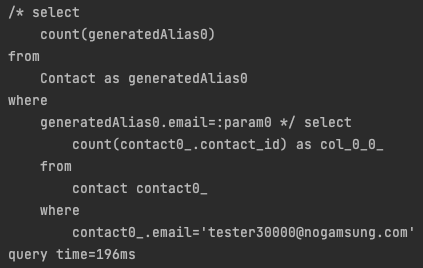 /* select
count(generatedAlias0)
from
Contact as generatedAlias0
where
generatedAlias0.email=:param0 */ select
count(contact0_.contact_id) as col_0_0_
from
contact contact0_
where
contact0_.email='tester30000@nogamsung.com'
query time=196ms